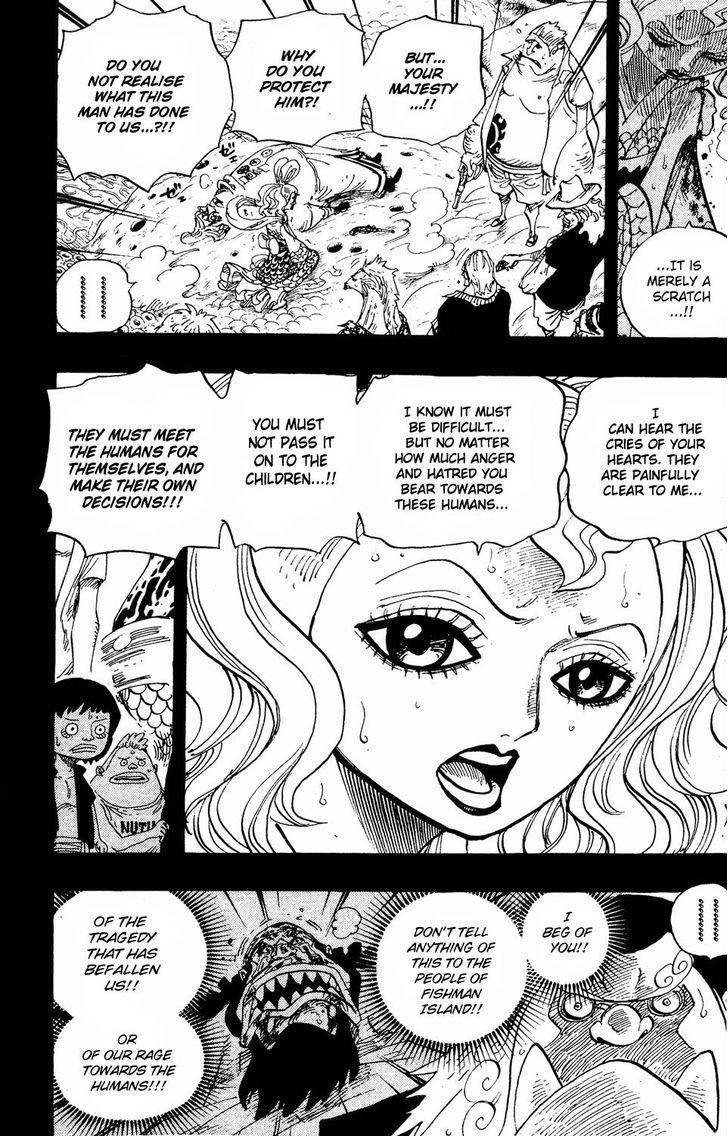 ...IT IS
MERELY A
SCRATCH
...!!
BUT...
YOUR
MAJESTY
...!!
WHY
DO YOU
PROTECT
HIM?!
DO YOU
NOT REALISE
WHAT THIS
MAN HAS DONE
TO US...?!!
!!!!
I
CAN HEAR THE
CRIES OF YOUR
HEARTS. THEY
ARE PAINFULLY
CLEAR TO ME...
I KNOW IT MUST
BE DIFFICULT...
BUT NO MATTER
HOW MUCH ANGER
AND HATRED YOU
BEAR TOWARDS
THESE HUMANS...
YOU MUST
NOT PASS IT
ON TO THE
CHILDREN...!!
THEY MUST MEET
THE HUMANS FOR
THEMSELVES, AND
MAKE THEIR OWN
DECISIONS!!!
I
BEG OF
YOU!!
DON'T TELL
ANYTHING OF
THIS TO THE
PEOPLE OF
FISHMAN
ISLAND!!
OF THE
TRAGEDY
THAT HAS
BEFALLEN
US!!
OR
OF OUR RAGE
TOWARDS THE
HUMANS!!!